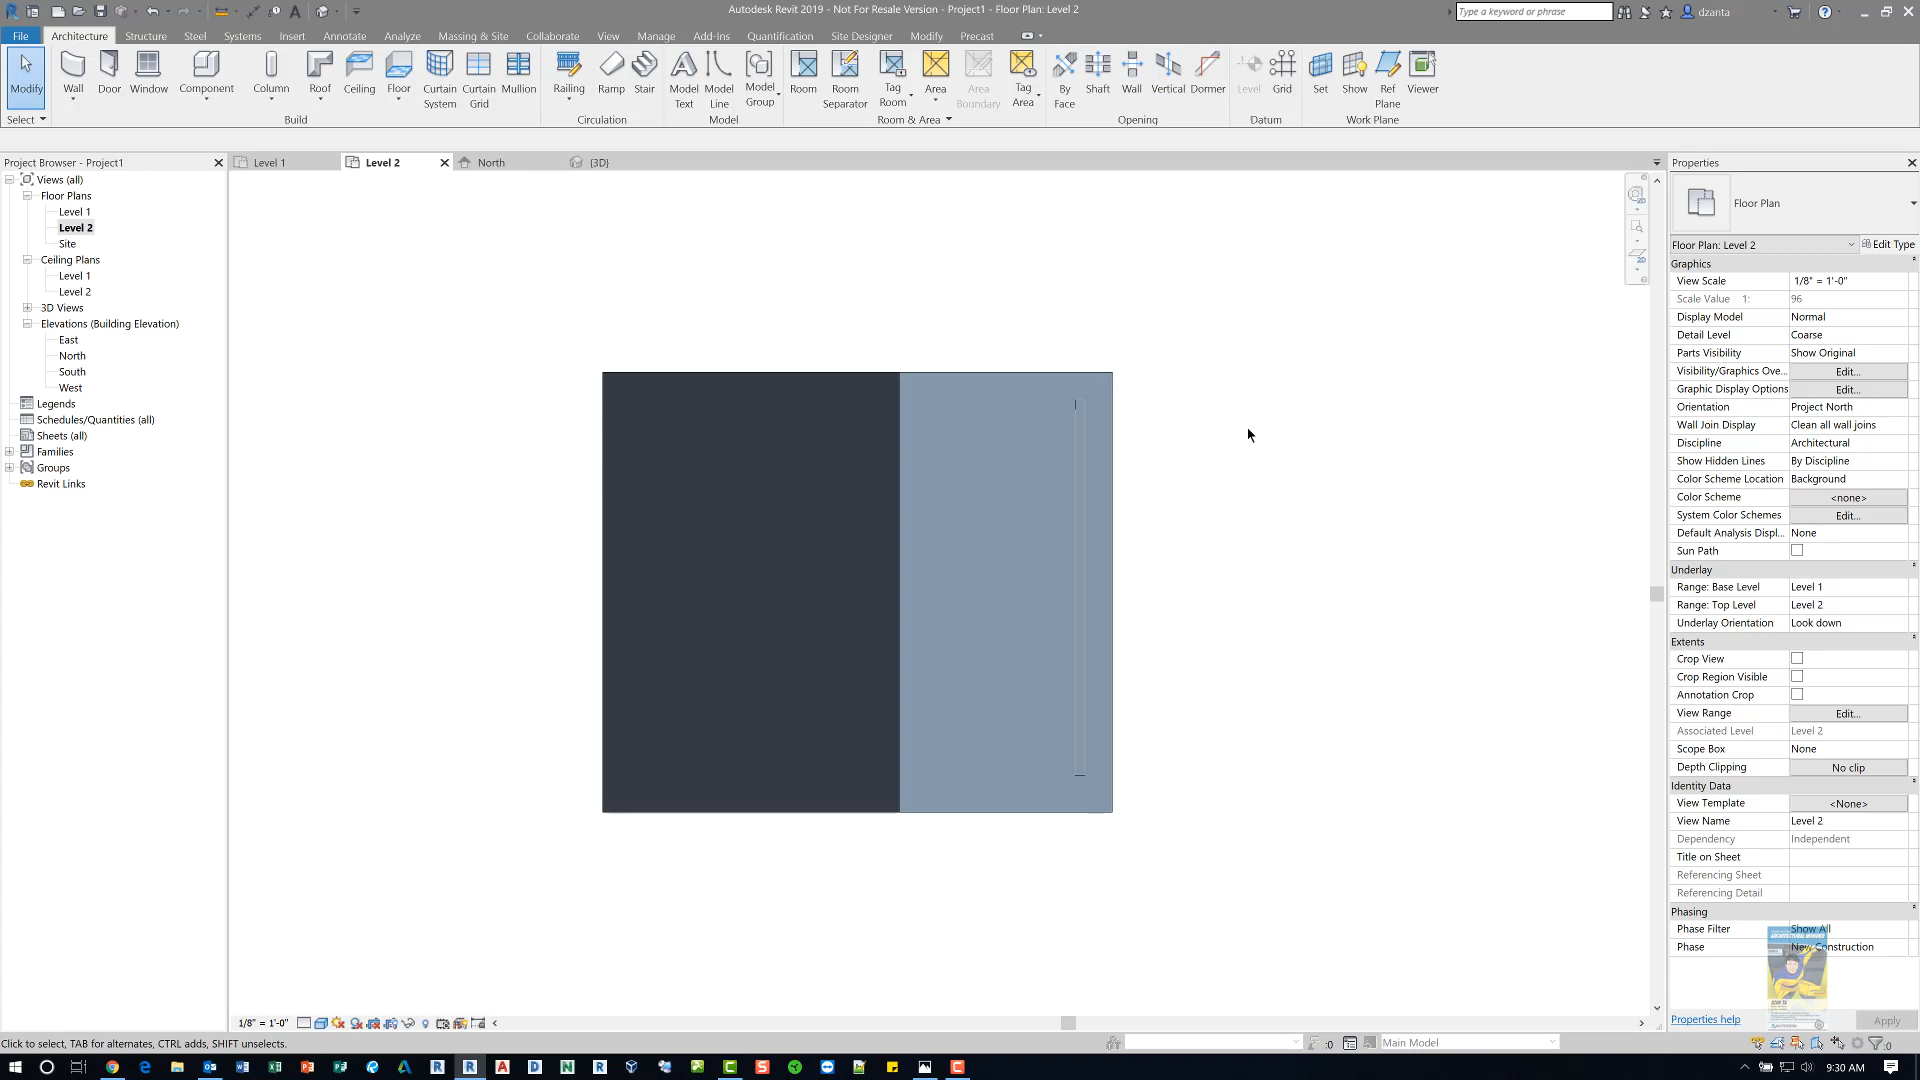 Autodesk Revit 2019 - Not For Resale Version - Project1 - Floor Plan: Level 2
Type a keyword or phrase
dzanta
File Architecture Structure Steel Systems Insert Annotate Analyze Massing & Site Collaborate View Manage Add-Ins Quantification Site Designer Modify Precast
Modify
Wall
Door
Window
Component
Column
Roof
Ceiling
Floor
Curtain System
Curtain Grid
Mullion
Railing
Ramp
Stair
Model Text
Model Line
Model Group
Room
Room Separator
Tag Room
Area
Area Boundary
Tag Area
By Face
Shaft
Wall
Vertical
Dormer
Level
Grid
Set
Show
Ref Plane
Viewer
Select
Build
Circulation
Model
Room & Area
Opening
Datum
Work Plane
Project Browser - Project1
Level 1
Level 2
North
{3D}
Views (all)
Floor Plans
Level 1
Level 2
Site
Ceiling Plans
Level 1
Level 2
3D Views
Elevations (Building Elevation)
East
North
South
West
Legends
Schedules/Quantities (all)
Sheets (all)
Families
Groups
Revit Links
Properties
Floor Plan
Floor Plan: Level 2 Edit Type
Graphics
View Scale 1/8" = 1'-0"
Scale Value 1: 96
Display Model Normal
Detail Level Coarse
Parts Visibility Show Original
Visibility/Graphics Ove... Edit...
Graphic Display Options Edit...
Orientation Project North
Wall Join Display Clean all wall joins
Discipline Architectural
Show Hidden Lines By Discipline
Color Scheme Location Background
Color Scheme <none>
System Color Schemes Edit...
Default Analysis Displ... None
Sun Path
Underlay
Range: Base Level Level 1
Range: Top Level Level 2
Underlay Orientation Look down
Extents
Crop View
Crop Region Visible
Annotation Crop
View Range Edit...
Associated Level Level 2
Scope Box None
Depth Clipping No clip
Identity Data
View Template <None>
View Name Level 2
Dependency Independent
Title on Sheet
Referencing Sheet
Referencing Detail
Phasing
Phase Filter Show All
Phase New Construction
Properties help Apply
1/8" = 1'-0"
Click to select, TAB for alternates, CTRL adds, SHIFT unselects.
:0
Main Model
:0
9:30 AM